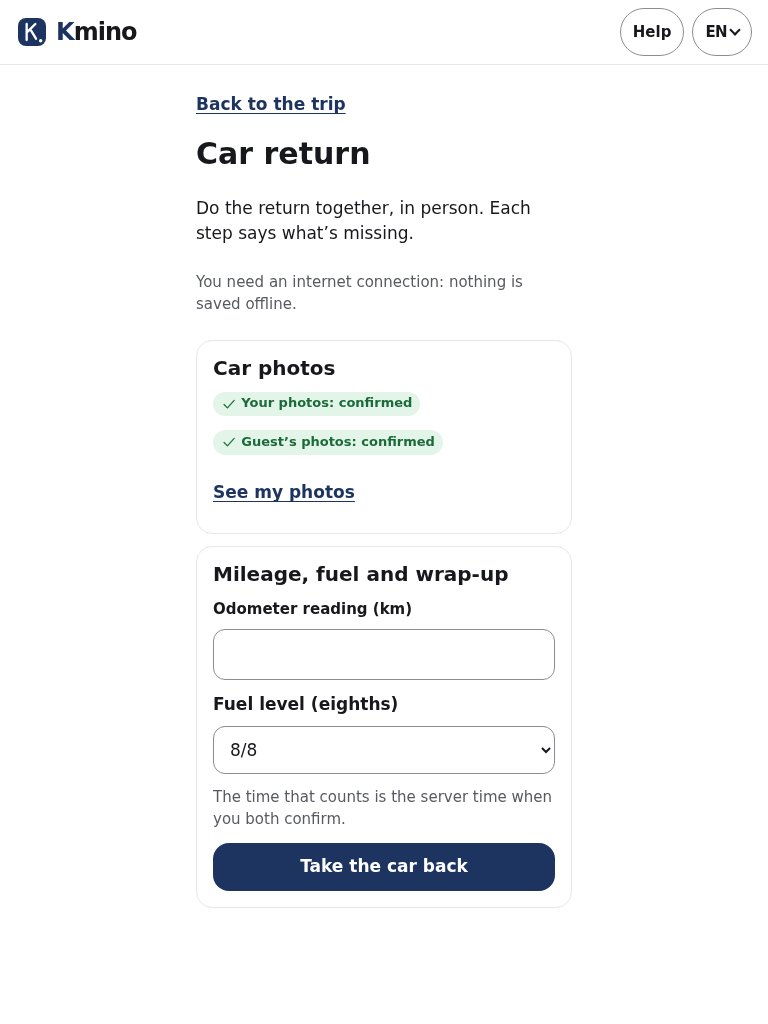 K. Kmino
Help
EN
Back to the trip
Car return
Do the return together, in person. Each
step says what’s missing.
You need an internet connection: nothing is
saved offline.
Car photos
Your photos: confirmed
Guest’s photos: confirmed
See my photos
Mileage, fuel and wrap-up
Odometer reading (km)
Fuel level (eighths)
8/8
The time that counts is the server time when
you both confirm.
Take the car back